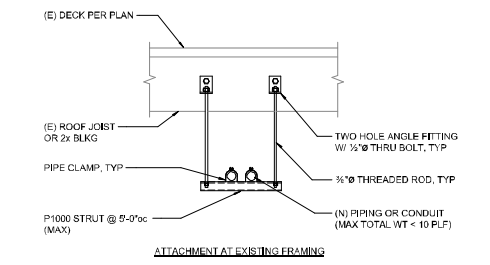 (E) DECK PER PLAN
(E) ROOF JOIST
OR 2x BLKG
TWO HOLE ANGLE FITTING
W/ ½"Ø THRU BOLT, TYP
PIPE CLAMP, TYP
⅜"Ø THREADED ROD, TYP
P1000 STRUT @ 5'-0"oc
(MAX)
(N) PIPING OR CONDUIT
(MAX TOTAL WT < 10 PLF)
ATTACHMENT AT EXISTING FRAMING